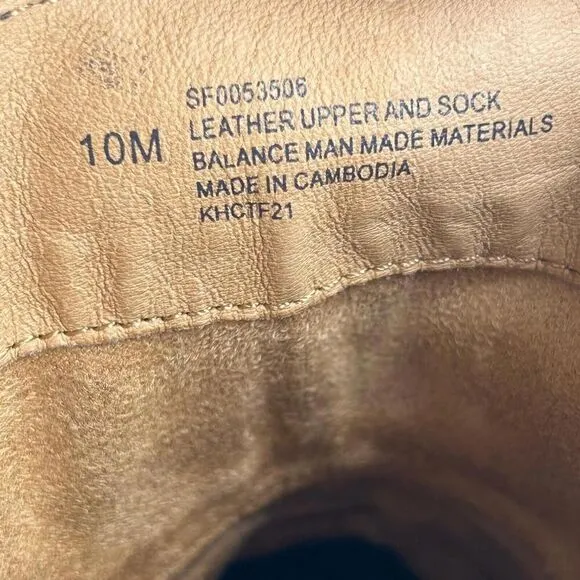 SF0053506
10M LEATHER UPPER AND SOCK
BALANCE MAN MADE MATERIALS
MADE IN CAMBODIA
KHCTF21